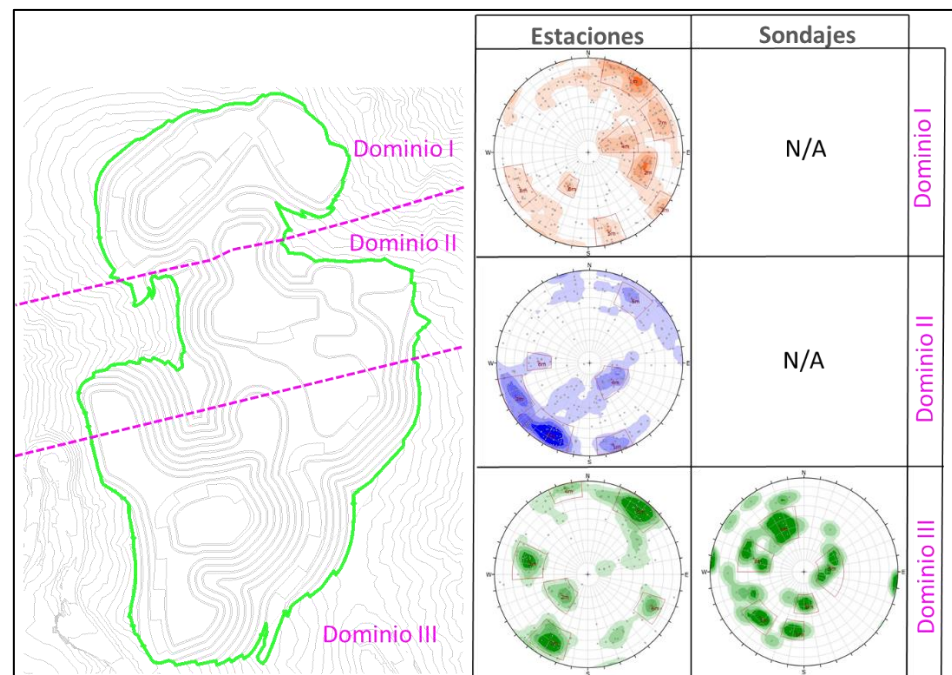 Estaciones
Sondajes
Dominio I
Dominio II
Dominio III
N
W
E
S
N/A
Dominio I
N
W
E
S
N/A
Dominio II
N
W
E
S
N
W
E
S
Dominio III